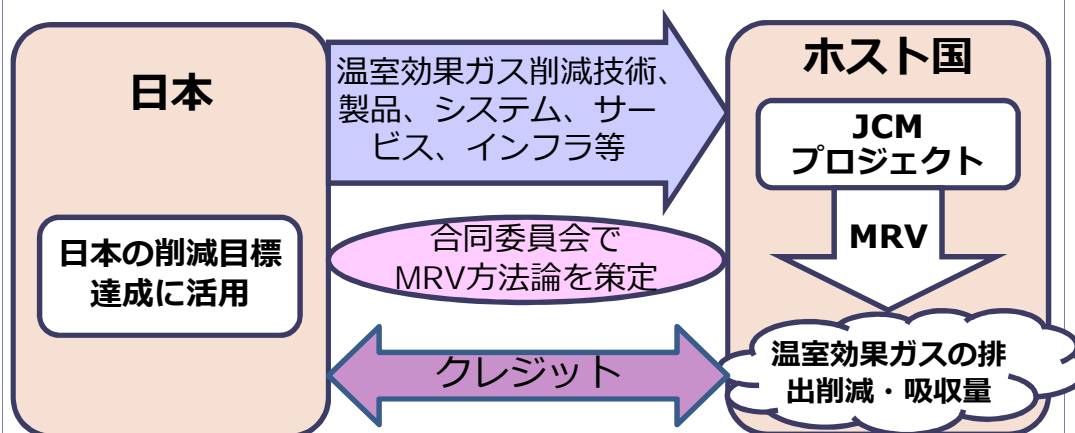 日本
温室効果ガス削減技術、
製品、システム、サー
ビス、インフラ等
ホスト国
JCM
プロジェクト
MRV
日本の削減目標
達成に活用
合同委員会で
MRV方法論を策定
クレジット
温室効果ガスの排
出削減・吸収量